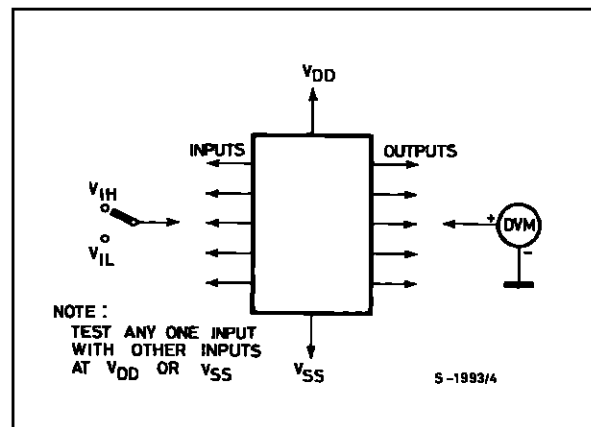 VDD
INPUTS
OUTPUTS
VIH
VIL
+
DVM
-
NOTE :
TEST ANY ONE INPUT
WITH OTHER INPUTS
AT VDD OR VSS
VSS
S-1993/4